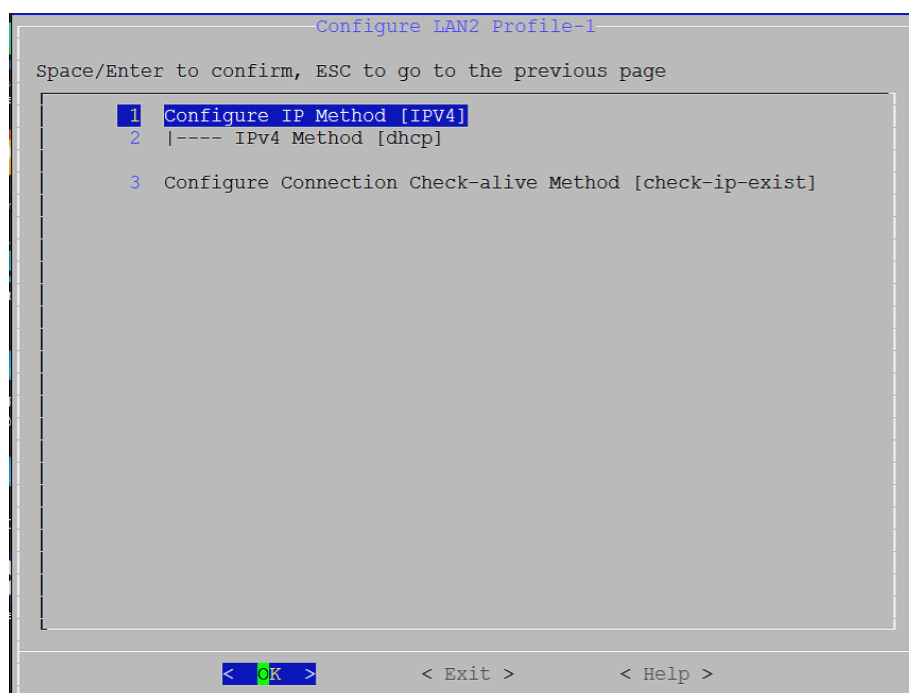 Configure LAN2 Profile-1
Space/Enter to confirm, ESC to go to the previous page
1 Configure IP Method [IPV4]
2 |---- IPv4 Method [dhcp]
3 Configure Connection Check-alive Method [check-ip-exist]
< OK > < Exit > < Help >